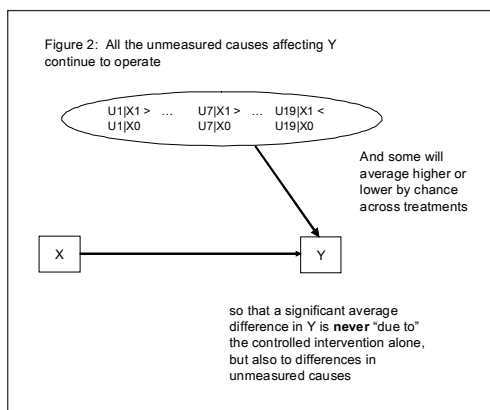 Figure 2:  All the unmeasured causes affecting Y
continue to operate
U1|X1 >  ...  U7|X1 >  ...  U19|X1 <
U1|X0  U7|X0  U19|X0
And some will
average higher or
lower by chance
across treatments
X  Y
so that a significant average
difference in Y is never "due to"
the controlled intervention alone,
but also to differences in
unmeasured causes